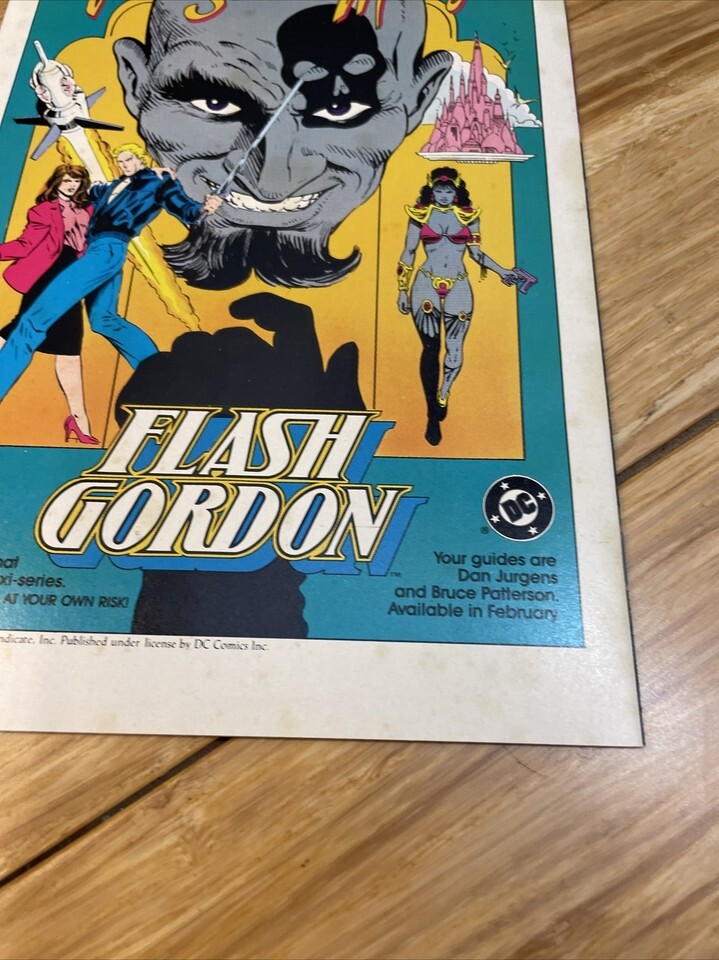 FLASH
GORDON
™
DC
®
xi-series.
AT YOUR OWN RISK!
Your guides are
Dan Jurgens
and Bruce Patterson.
Available in February
ndicate, Inc. Published under license by DC Comics Inc.